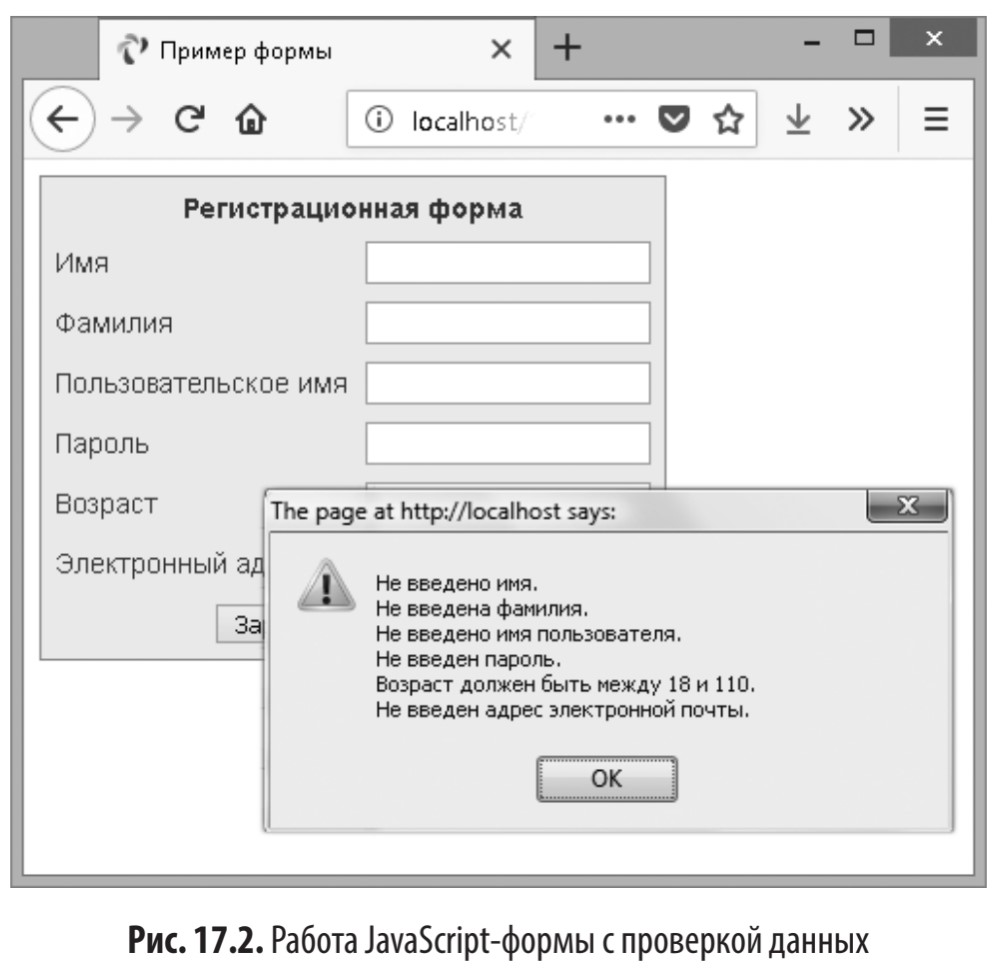 Пример формы
localhost/
Регистрационная форма
Имя
Фамилия
Пользовательское имя
Пароль
Возраст
Электронный ад
За
The page at http://localhost says:
Не введено имя.
Не введена фамилия.
Не введено имя пользователя.
Не введен пароль.
Возраст должен быть между 18 и 110.
Не введен адрес электронной почты.
OK
Рис. 17.2. Работа JavaScript-формы с проверкой данных